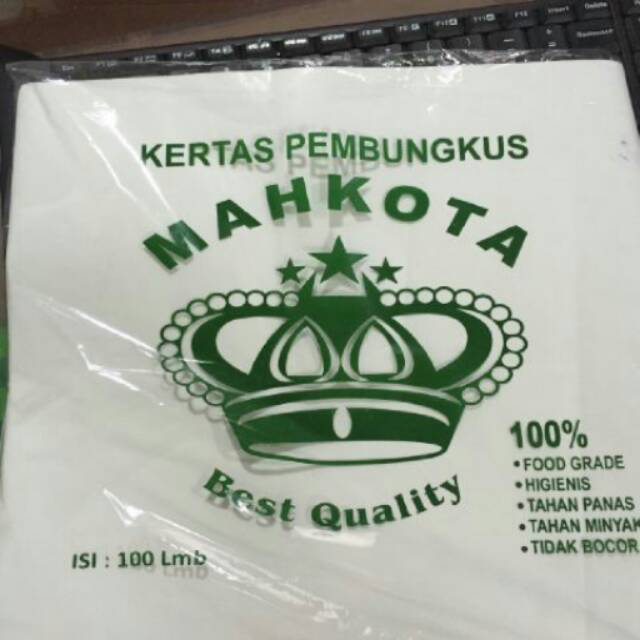 KERTAS PEMBUNGKUS
MAHKOTA
Best Quality
100%
• FOOD GRADE
• HIGIENIS
• TAHAN PANAS
• TAHAN MINYAK
• TIDAK BOCOR
ISI : 100 Lmb